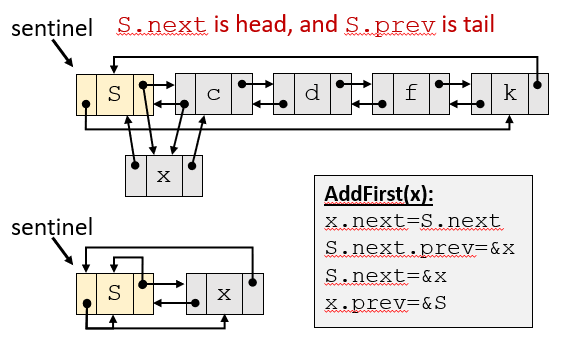 sentinel
S.next is head, and S.prev is tail
S c d f k
x
sentinel
S x
AddFirst(x):
x.next=S.next
S.next.prev=&x
S.next=&x
x.prev=&S